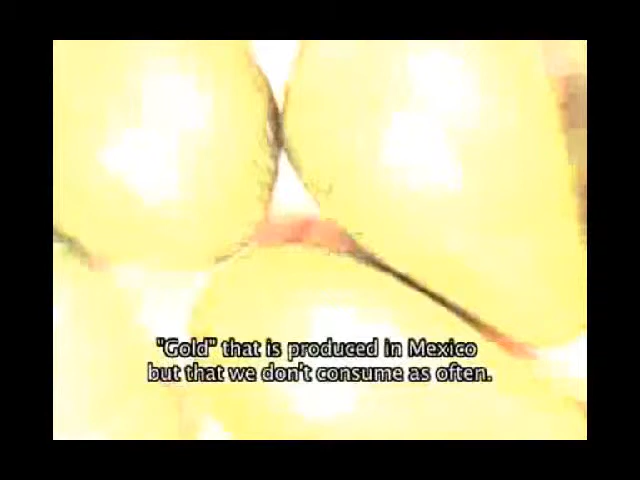 "Gold" that is produced in Mexico
but that we don't consume as often.